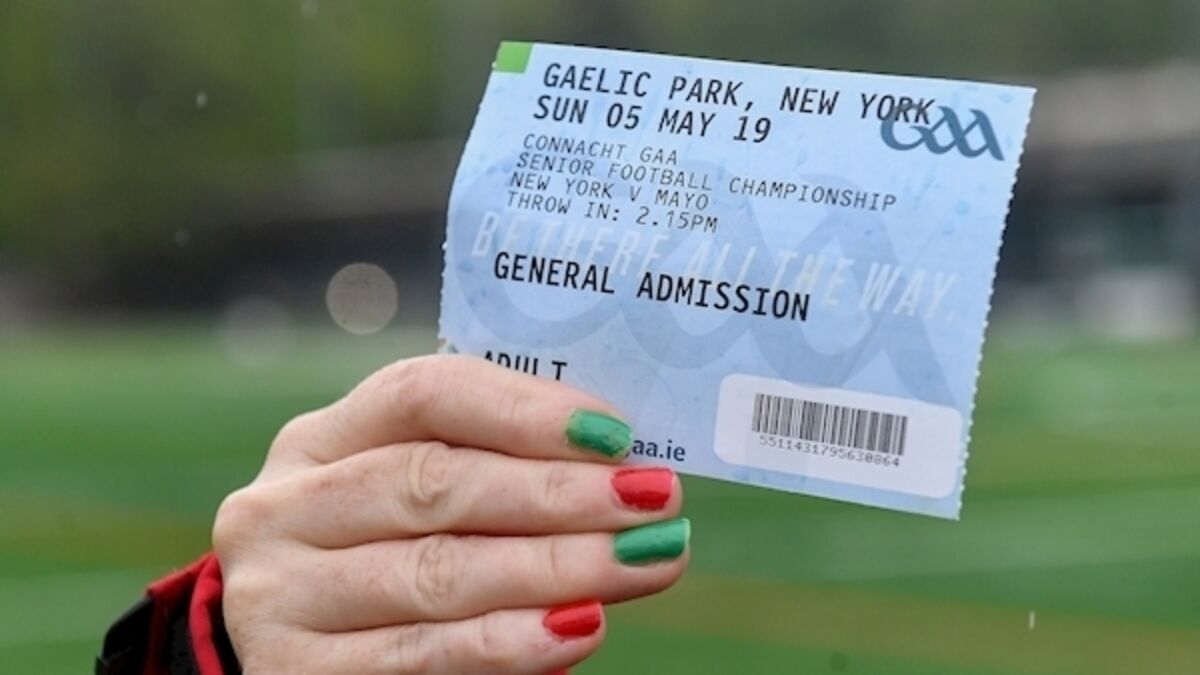 GAELIC PARK, NEW YORK
SUN 05 MAY 19
GAA
CONNACHT GAA
SENIOR FOOTBALL CHAMPIONSHIP
NEW YORK V MAYO
THROW IN: 2.15PM
BE THERE ALL THE WAY.
GENERAL ADMISSION
ADULT
aa.ie
5511431795630864